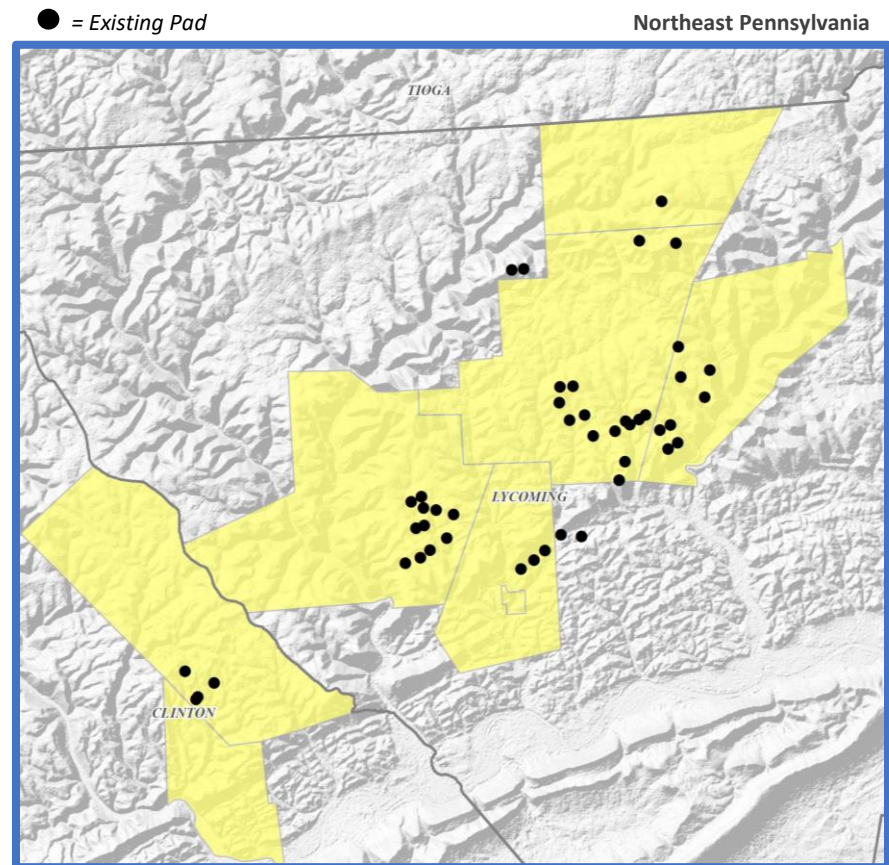 = Existing Pad
Northeast Pennsylvania
TIOGA
LYCOMING
CLINTON